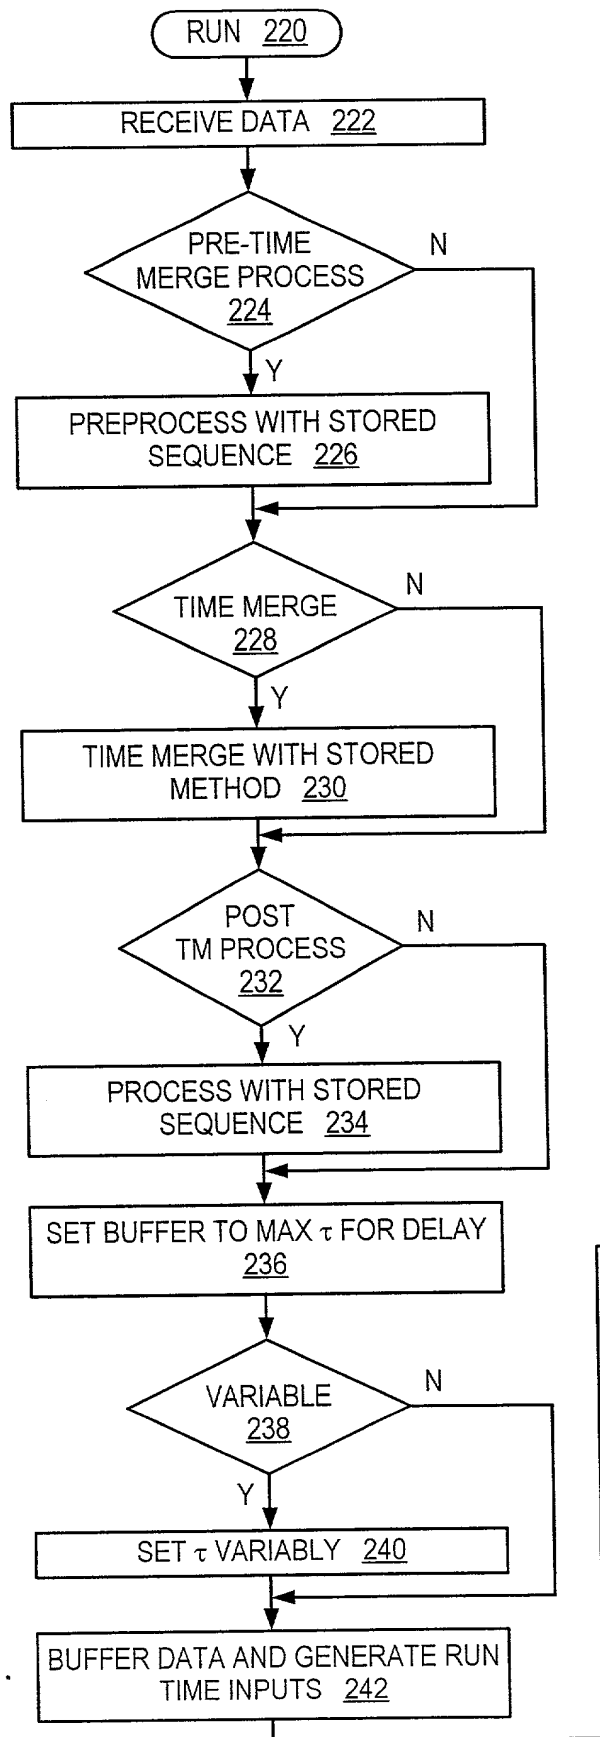 RUN 220
RECEIVE DATA 222
PRE-TIME
MERGE PROCESS
224
N
Y
PREPROCESS WITH STORED
SEQUENCE 226
TIME MERGE
228
N
Y
TIME MERGE WITH STORED
METHOD 230
POST
TM PROCESS
232
N
Y
PROCESS WITH STORED
SEQUENCE 234
SET BUFFER TO MAX τ FOR DELAY
236
VARIABLE
238
N
Y
SET τ VARIABLY 240
BUFFER DATA AND GENERATE RUN
TIME INPUTS 242